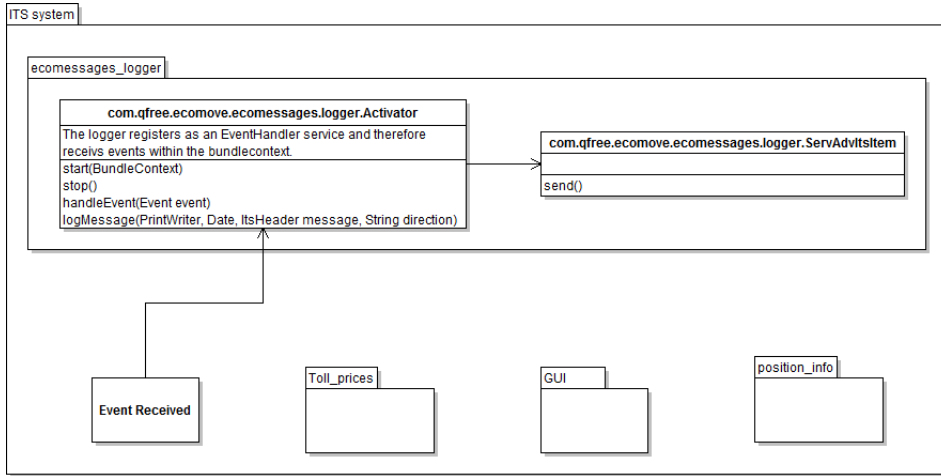 ITS system
ecomessages_logger
com.qfree.ecomove.ecomessages.logger.Activator
The logger registers as an EventHandler service and therefore
receivs events within the bundlecontext.
start(BundleContext)
stop()
handleEvent(Event event)
logMessage(PrintWriter, Date, ItsHeader message, String direction)
com.qfree.ecomove.ecomessages.logger.ServAdvItsItem
send()
Event Received
Toll_prices
GUI
position_info